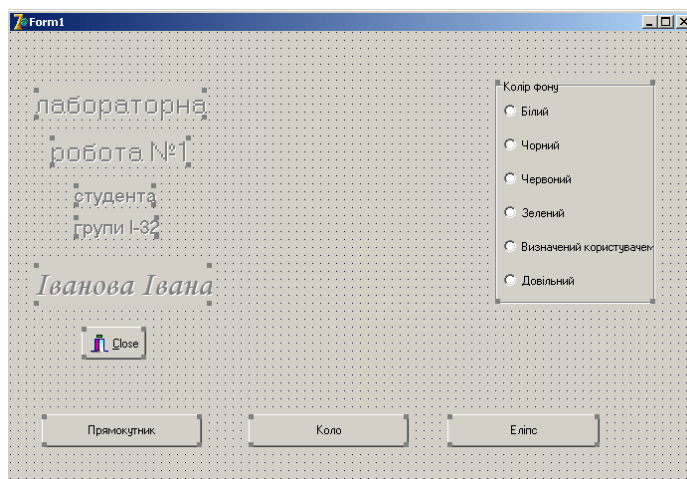 Form1
лабораторна
робота №1
студента
групи І-32
Іванова Івана
Close
Колір фону
Білий
Чорний
Червоний
Зелений
Визначений користувачем
Довільний
Прямокутник
Коло
Еліпс